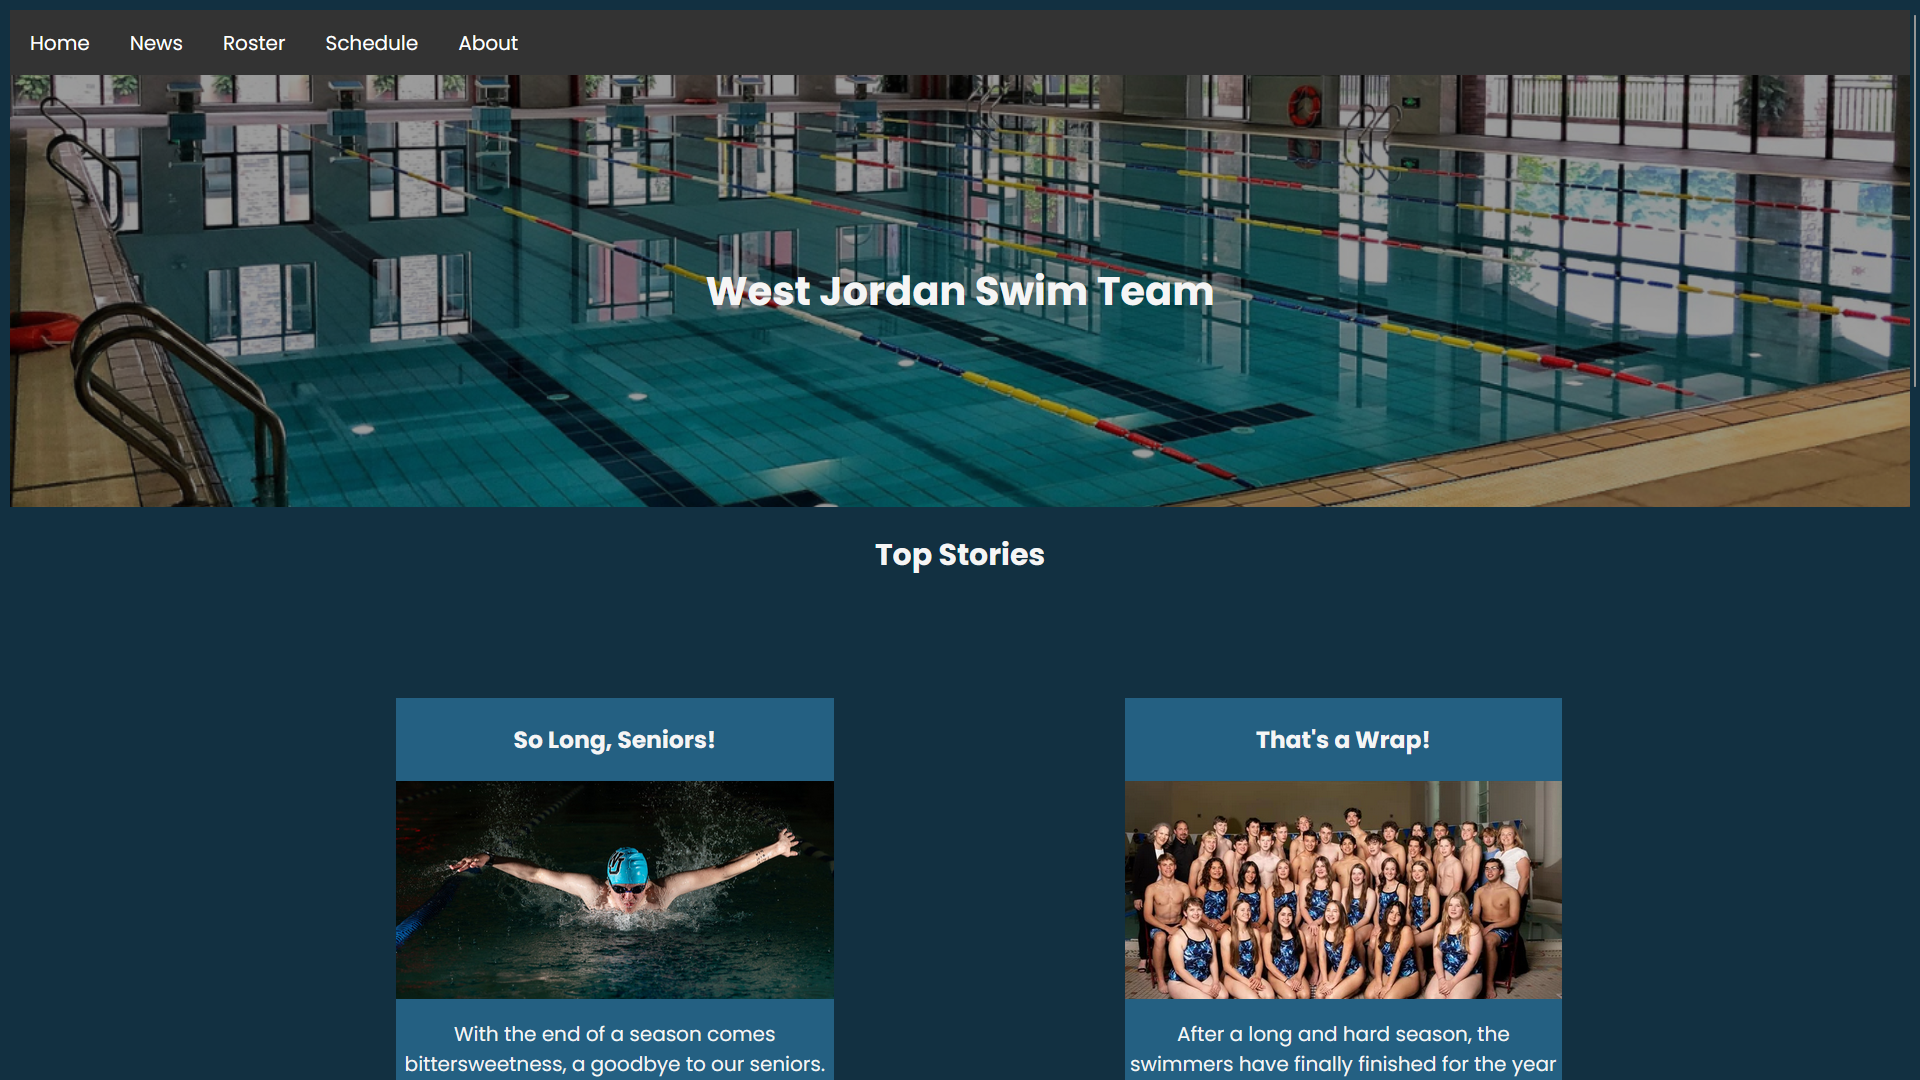 Home News Roster Schedule About
West Jordan Swim Team
Top Stories
So Long, Seniors!
With the end of a season comes
bittersweetness, a goodbye to our seniors.
That's a Wrap!
After a long and hard season, the
swimmers have finally finished for the year